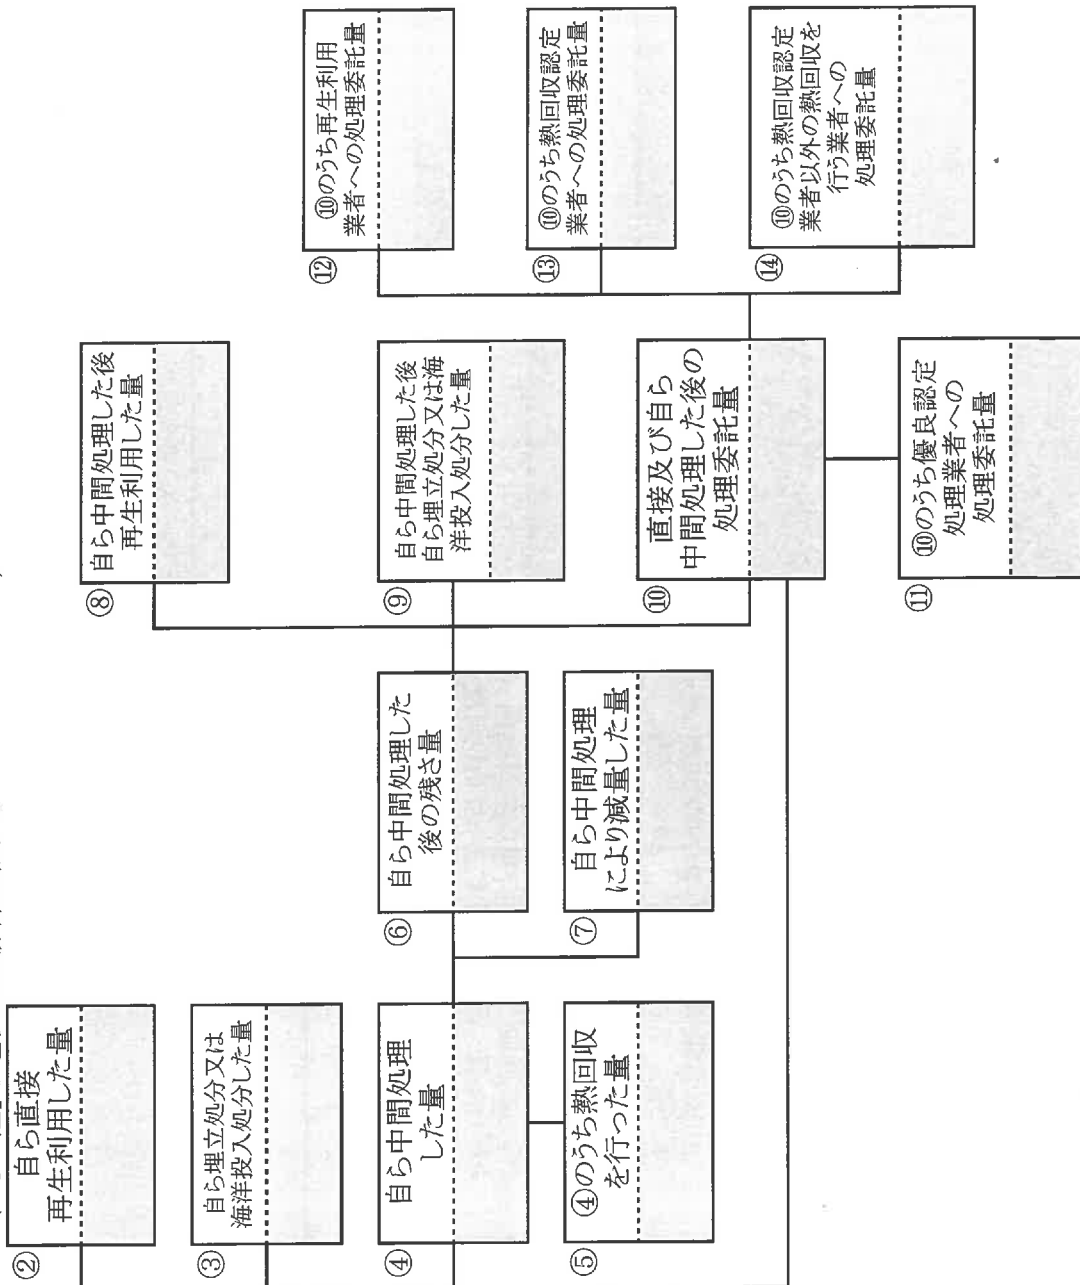 ②
自ら直接
再生利用した量
③
自ら埋立処分又は
海洋投入処分した量
④
自ら中間処理
した量
⑤
④のうち熱回収
を行った量
⑥
自ら中間処理した
後の残さ量
⑦
自ら中間処理
により減量した量
⑧
自ら中間処理した後
再生利用した量
⑨
自ら中間処理した後
自ら埋立処分又は海
洋投入処分した量
⑩
直接及び自ら
中間処理した後の
処理委託量
⑪
⑩のうち優良認定
処理業者への
処理委託量
⑫
⑩のうち再生利用
業者への処理委託量
⑬
⑩のうち熱回収認定
業者への処理委託量
⑭
⑩のうち熱回収認定
業者以外の熱回収を
行う業者への
処理委託量